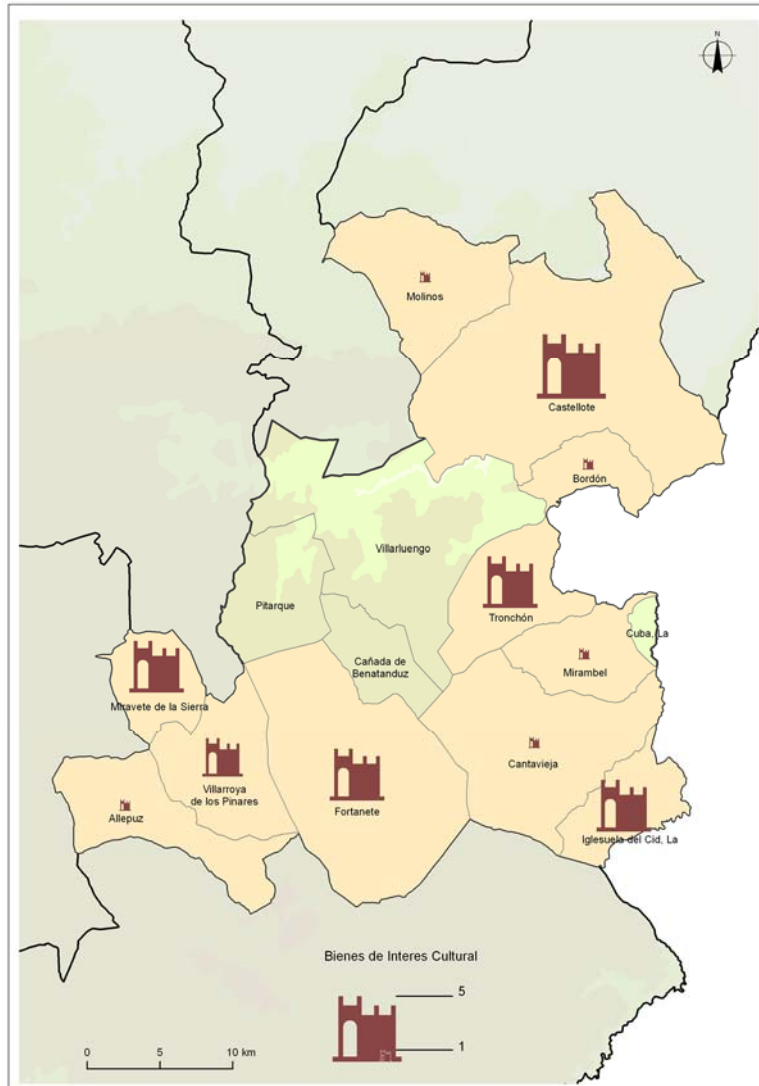 N
Molinos
Castellote
Bordón
Villarluengo
Pitarque
Tronchón
Cuba, La
Cañada de
Benatanduz
Mirambel
Miravete de la Sierra
Cantavieja
Villarroya
de los Pinares
Fortanete
Allepuz
Iglesuela del Cid, La
Bienes de Interes Cultural
5
1
0 5 10 km